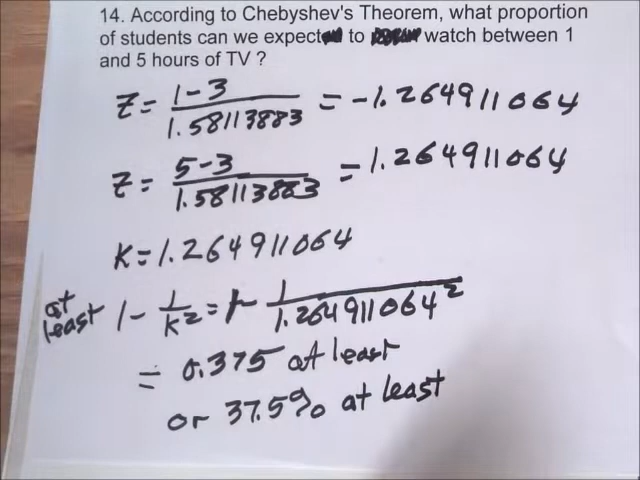 14. According to Chebyshev's Theorem, what proportion
of students can we expect to watch between 1
and 5 hours of TV ?
Z = 1-3 / 1.58113883 = -1.264911064
Z = 5-3 / 1.58113883 = 1.264911064
K = 1.264911064
at least 1 - 1/K² = 1 - 1/1.264911064²
= 0.375 at least
or 37.5% at least